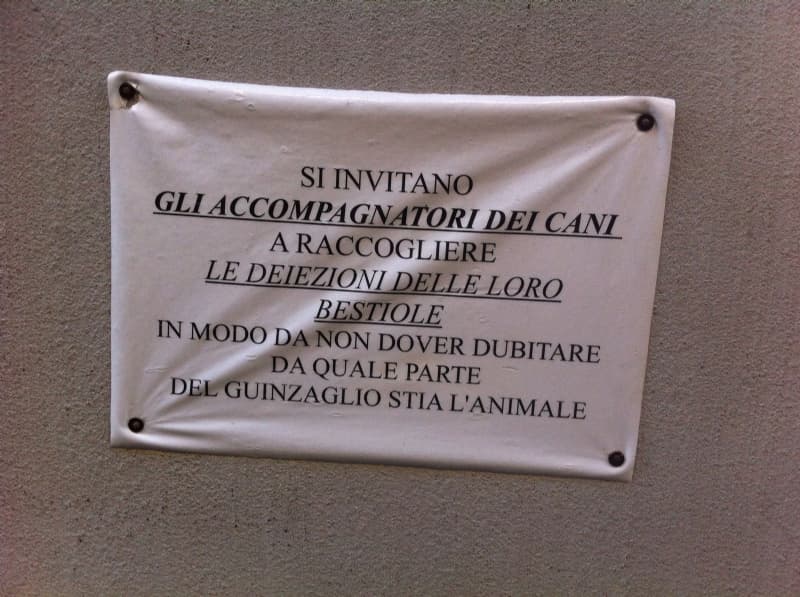 SI INVITANO
GLI ACCOMPAGNATORI DEI CANI
A RACCOGLIERE
LE DEIEZIONI DELLE LORO
BESTIOLE
IN MODO DA NON DOVER DUBITARE
DA QUALE PARTE
DEL GUINZAGLIO STIA L'ANIMALE